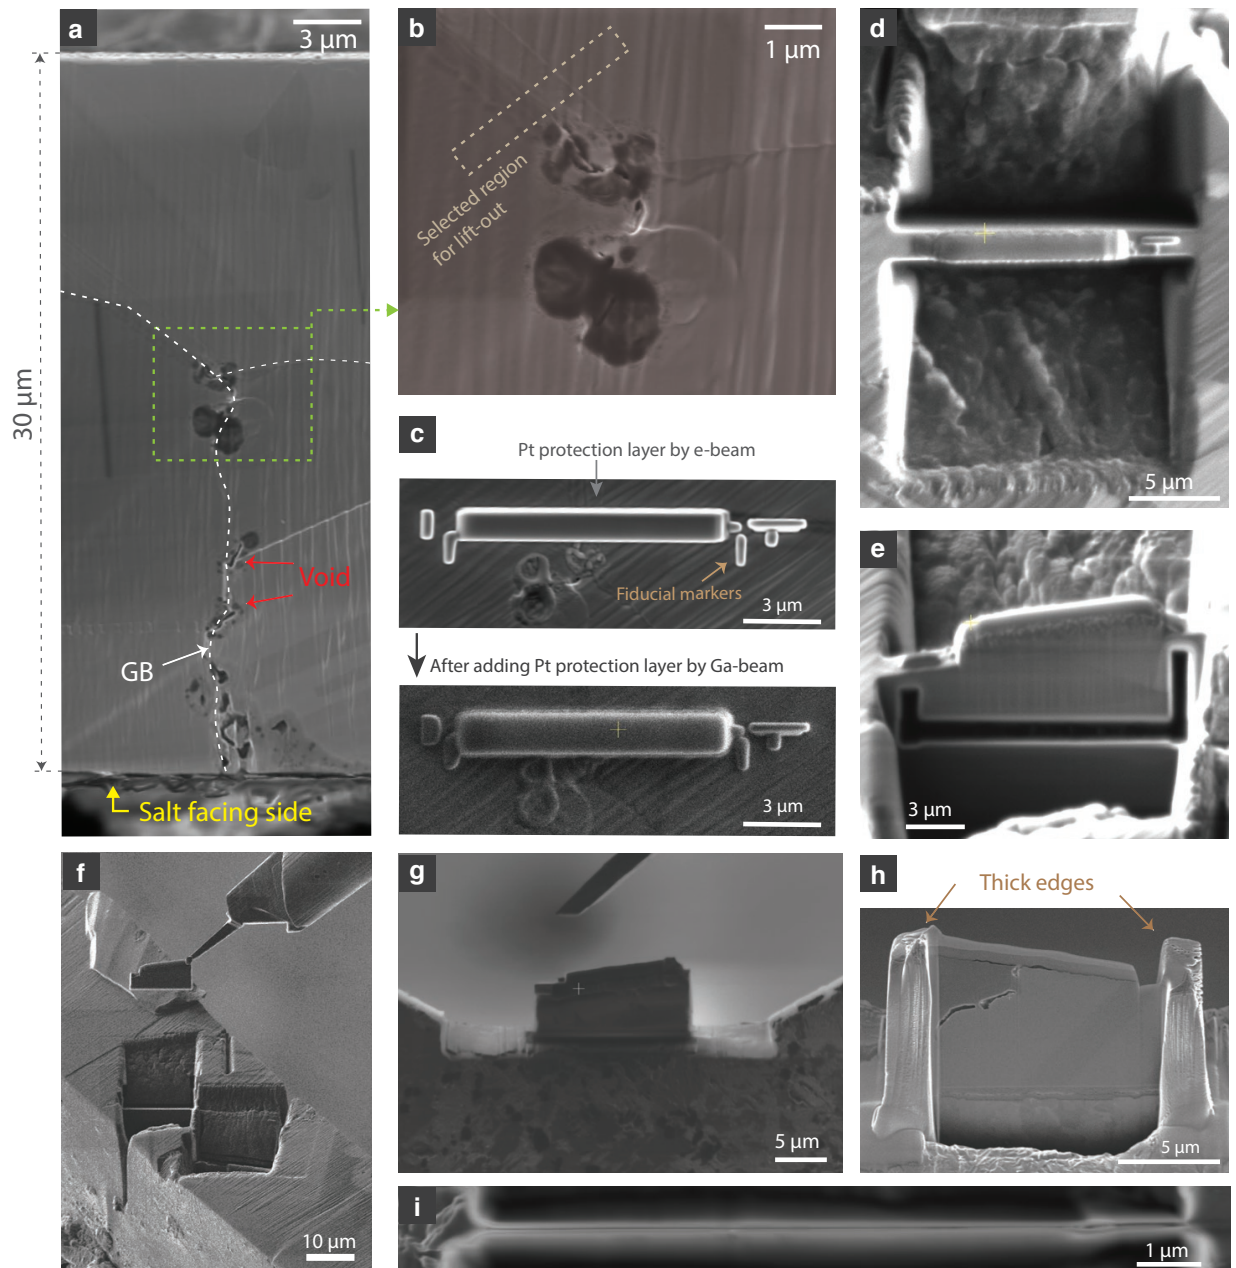 a
3 μm
30 μm
Void
GB
Salt facing side
b
1 μm
Selected region
for lift-out
c
Pt protection layer by e-beam
Fiducial markers
3 μm
After adding Pt protection layer by Ga-beam
3 μm
d
5 μm
e
3 μm
f
10 μm
g
5 μm
h
Thick edges
5 μm
i
1 μm